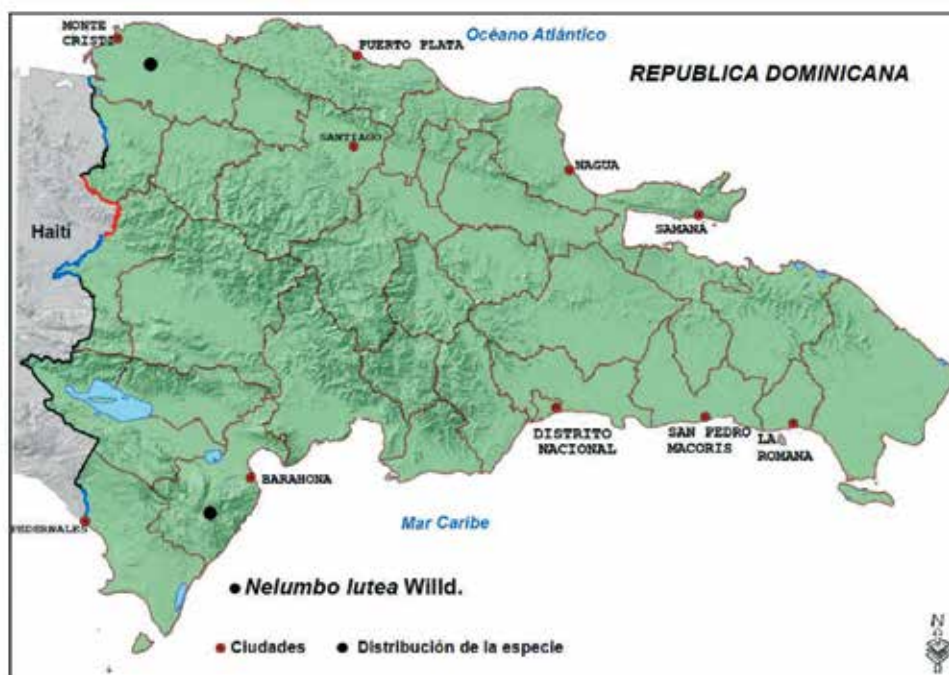 MONTE
CRISTI
PUERTO PLATA
Océano Atlántico
REPUBLICA DOMINICANA
SANTIAGO
NAGUA
SAMANÁ
Haití
DISTRITO
NACIONAL
SAN PEDRO
MACORIS
LA
ROMANA
BARAHONA
PEDERNALES
Mar Caribe
Nelumbo lutea Willd.
Ciudades
Distribución de la especie
N